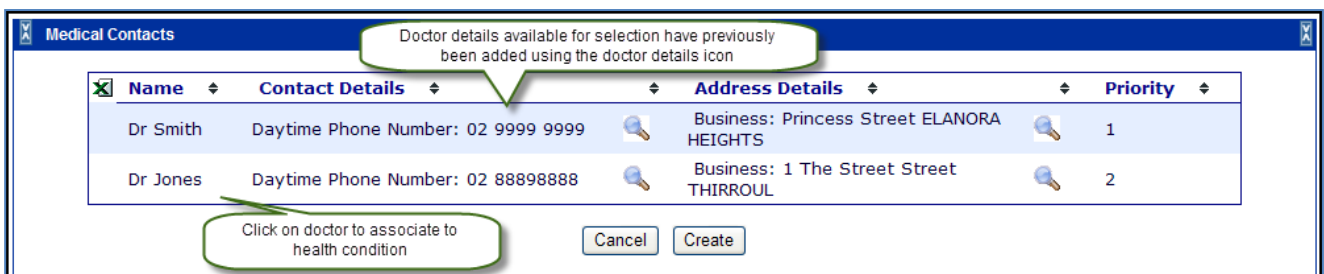 Medical Contacts
Doctor details available for selection have previously
been added using the doctor details icon
Name Contact Details Address Details Priority
Dr Smith Daytime Phone Number: 02 9999 9999 Business: Princess Street ELANORA
HEIGHTS 1
Dr Jones Daytime Phone Number: 02 88898888 Business: 1 The Street Street
THIRROUL 2
Click on doctor to associate to
health condition
Cancel Create